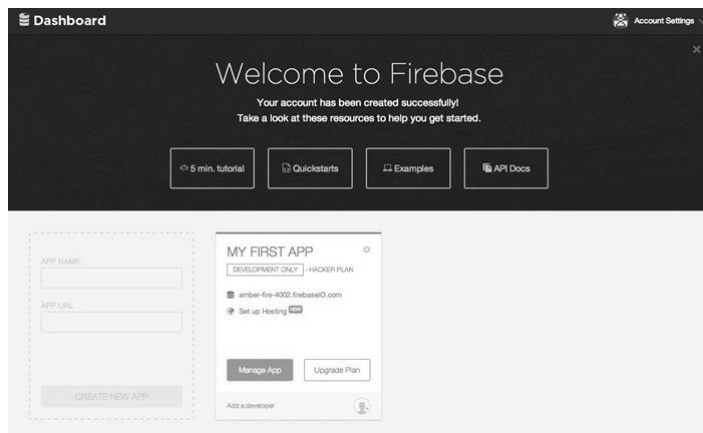 Dashboard
Account Settings
Welcome to Firebase
Your account has been created successfully!
Take a look at these resources to help you get started.
5 min. tutorial
Quickstarts
Examples
API Docs
APP NAME
APP URL
CREATE NEW APP
MY FIRST APP
DEVELOPMENT ONLY - HACKER PLAN
amber-fire-4002.firebaseIO.com
Set up Hosting NEW
Manage App
Upgrade Plan
Add a developer